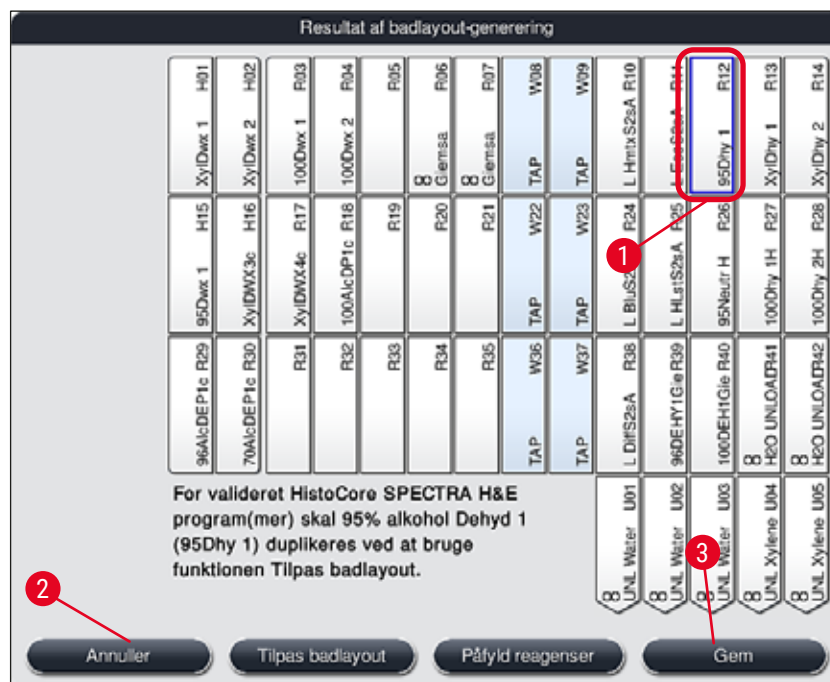 Resultat af badlayout-generering
XylDwx 1 H01
XylDwx 2 H02
100Dwx 1 R03
100Dwx 2 R04
R05
∞ Giemsa R06
∞ Giemsa R07
TAP W08
TAP W09
L HmtxS2sA R10
L EosS2sA R11
95Dhy 1 R12
XylDhy 1 R13
XylDhy 2 R14
1
95Dwx 1 H15
XylDWX3c H16
XylDWX4c R17
100AlcDP1c R18
R19
R20
R21
TAP W22
TAP W23
L BluS2 R24
L HLstS2sA R25
95Neutr H R26
100Dhy 1H R27
100Dhy 2H R28
96AlcDEP1c R29
70AlcDEP1c R30
R31
R32
R33
R34
R35
TAP W36
TAP W37
L DiffS2sA R38
96DEHY1Gie R39
100DEH1Gie R40
∞ H2O UNLOADR41
∞ H2O UNLOADR42
For valideret HistoCore SPECTRA H&E
program(mer) skal 95% alkohol Dehyd 1
(95Dhy 1) duplikeres ved at bruge
funktionen Tilpas badlayout.
∞ UNL Water U01
∞ UNL Water U02
∞ UNL Water U03
∞ UNL Xylene U04
∞ UNL Xylene U05
2
3
Annuller
Tilpas badlayout
Påfyld reagenser
Gem